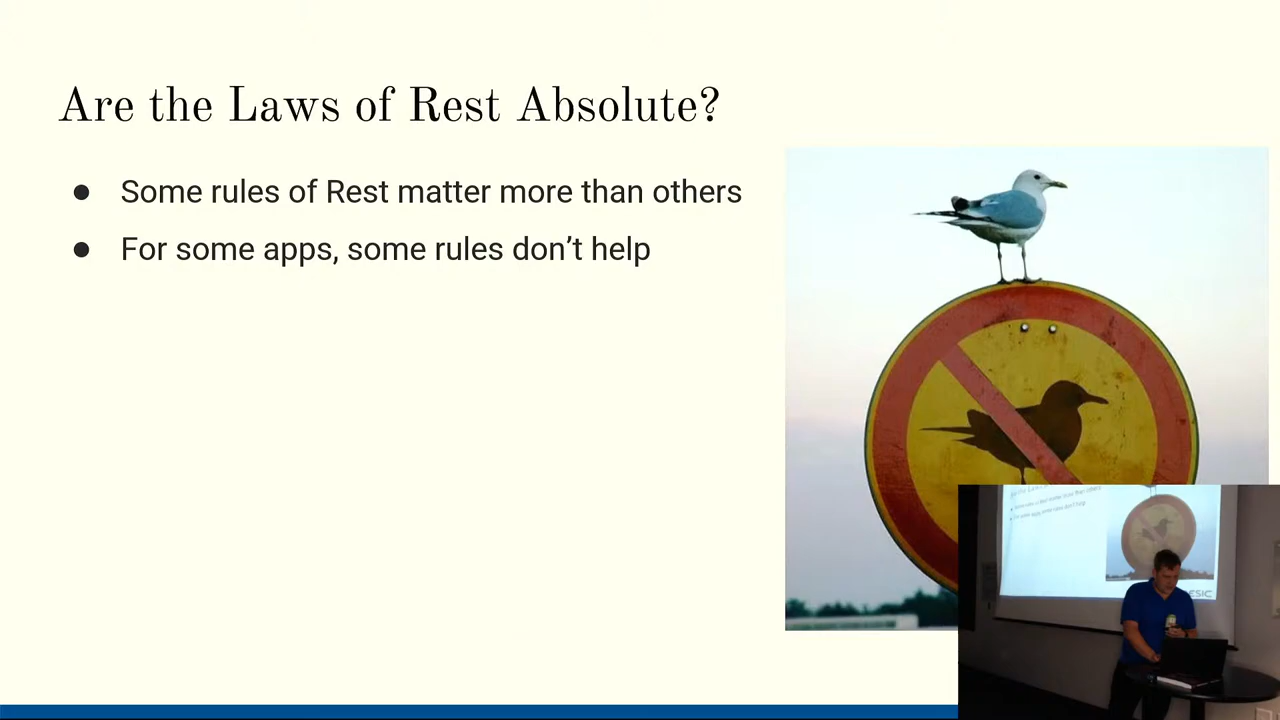 Are the Laws of Rest Absolute?
● Some rules of Rest matter more than others
● For some apps, some rules don’t help
ESIC